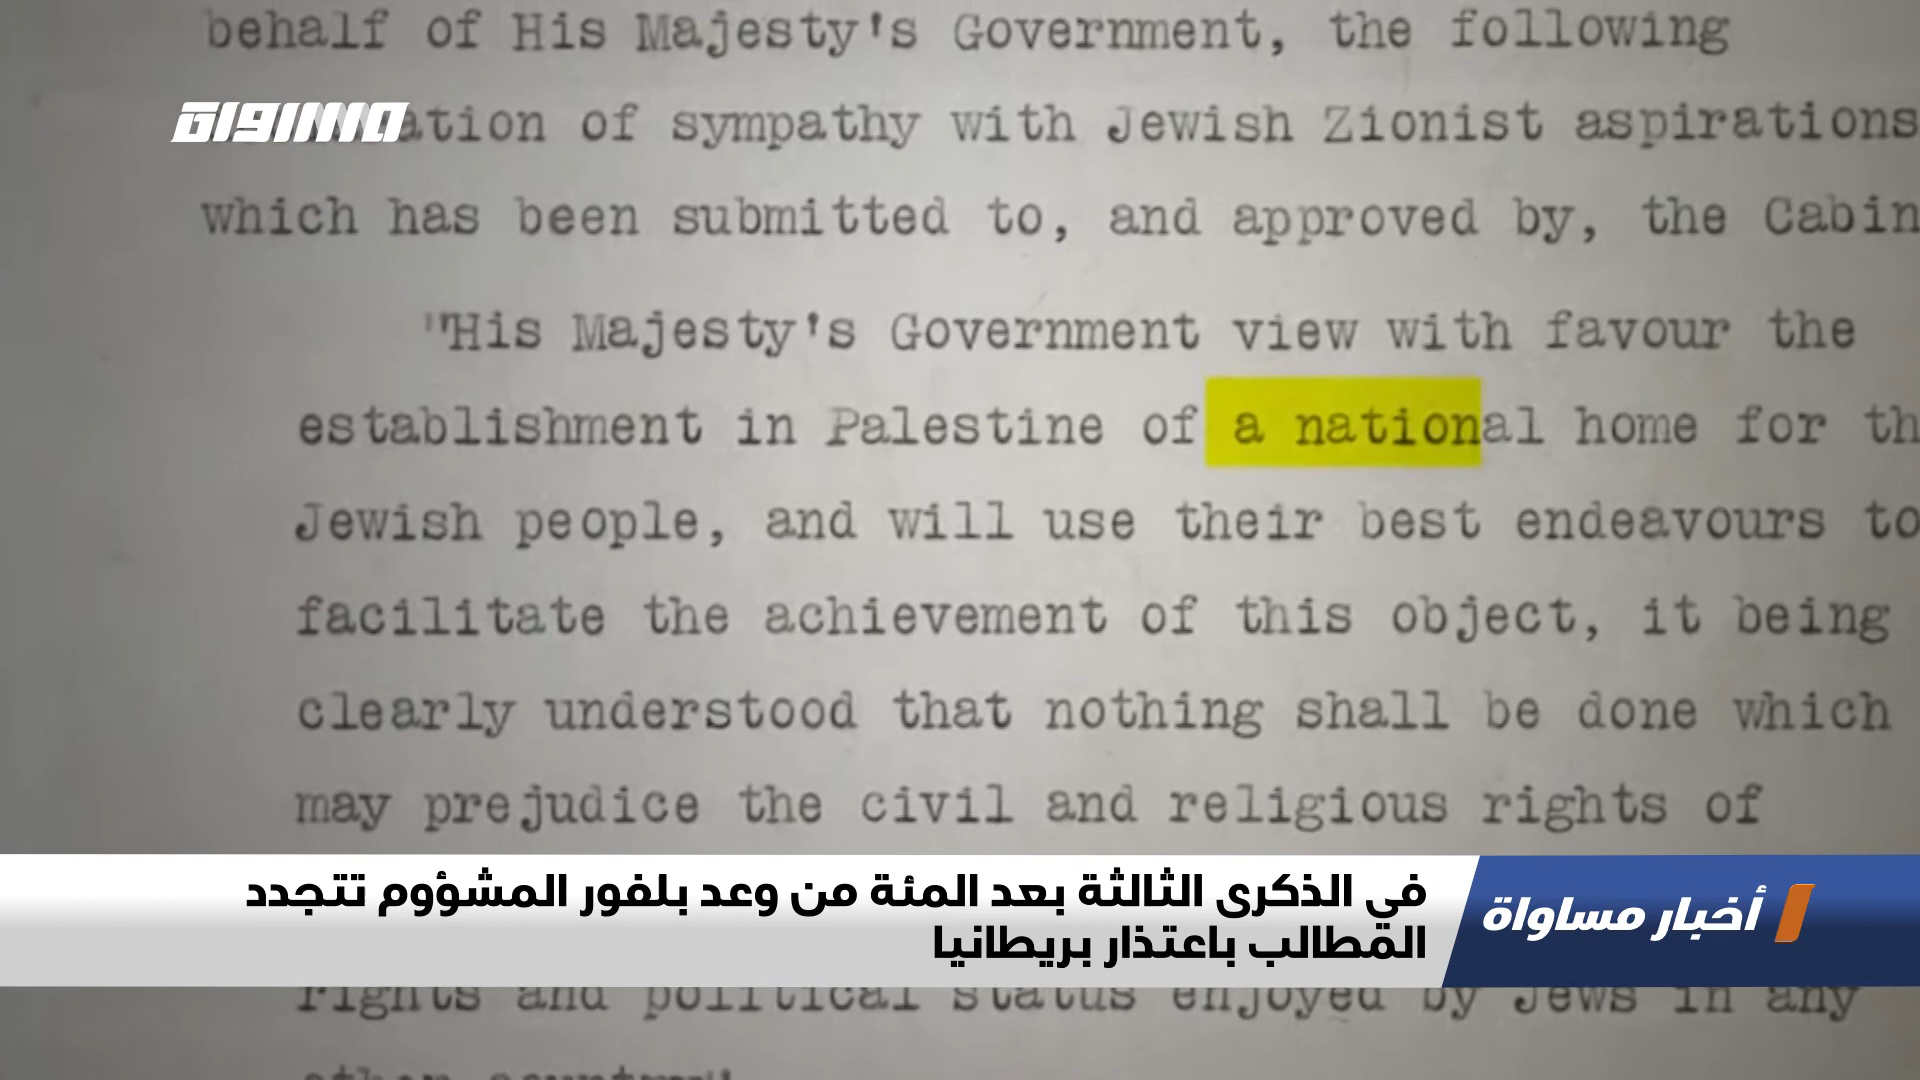 behalf of His Majesty's Government, the following
مساواة
ation of sympathy with Jewish Zionist aspirations
which has been submitted to, and approved by, the Cabin
"His Majesty's Government view with favour the
establishment in Palestine of a national home for th
Jewish people, and will use their best endeavours to
facilitate the achievement of this object, it being
clearly understood that nothing shall be done which
may prejudice the civil and religious rights of
في الذكرى الثالثة بعد المئة من وعد بلفور المشؤوم تتجدد
المطالب باعتذار بريطانيا
أخبار مساواة
rights and political status enjoyed by Jews in any